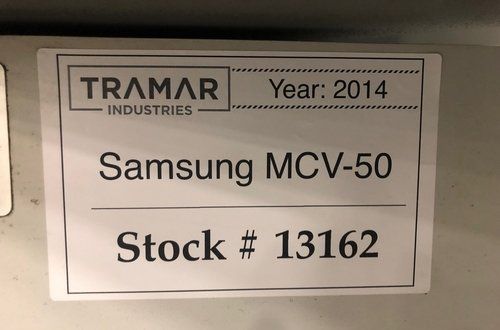 TRAMAR
INDUSTRIES
Year: 2014
Samsung MCV-50
Stock # 13162